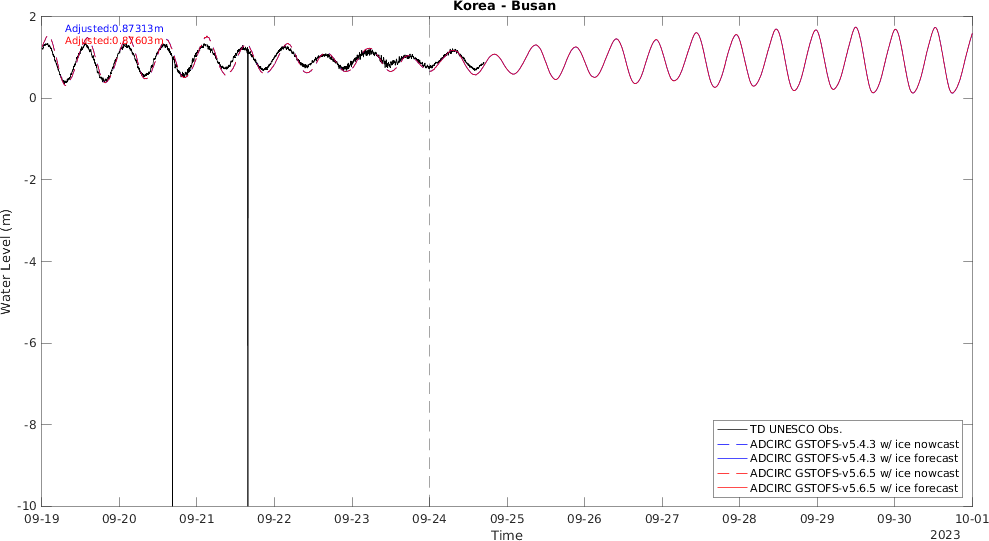 Korea - Busan
Adjusted:0.87313m
Adjusted:0.87603m
2
0
-2
-4
-6
-8
-10
Water Level (m)
TD UNESCO Obs.
ADCIRC GSTOFS-v5.4.3 w/ ice nowcast
ADCIRC GSTOFS-v5.4.3 w/ ice forecast
ADCIRC GSTOFS-v5.6.5 w/ ice nowcast
ADCIRC GSTOFS-v5.6.5 w/ ice forecast
09-19 09-20 09-21 09-22 09-23 09-24 09-25 09-26 09-27 09-28 09-29 09-30 10-01
Time
2023